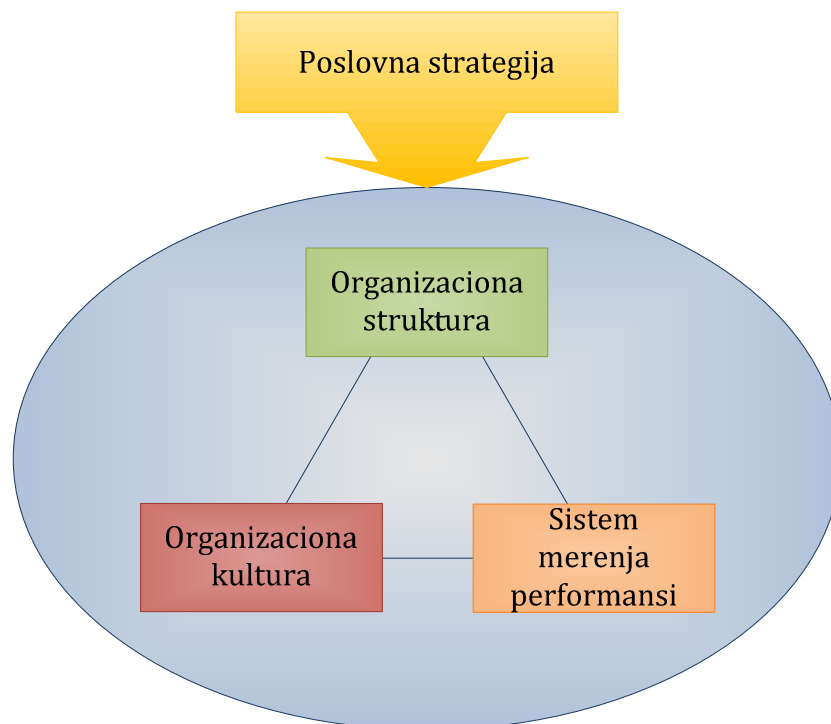 Poslovna strategija
Organizaciona
struktura
Organizaciona
kultura
Sistem
merenja
performansi